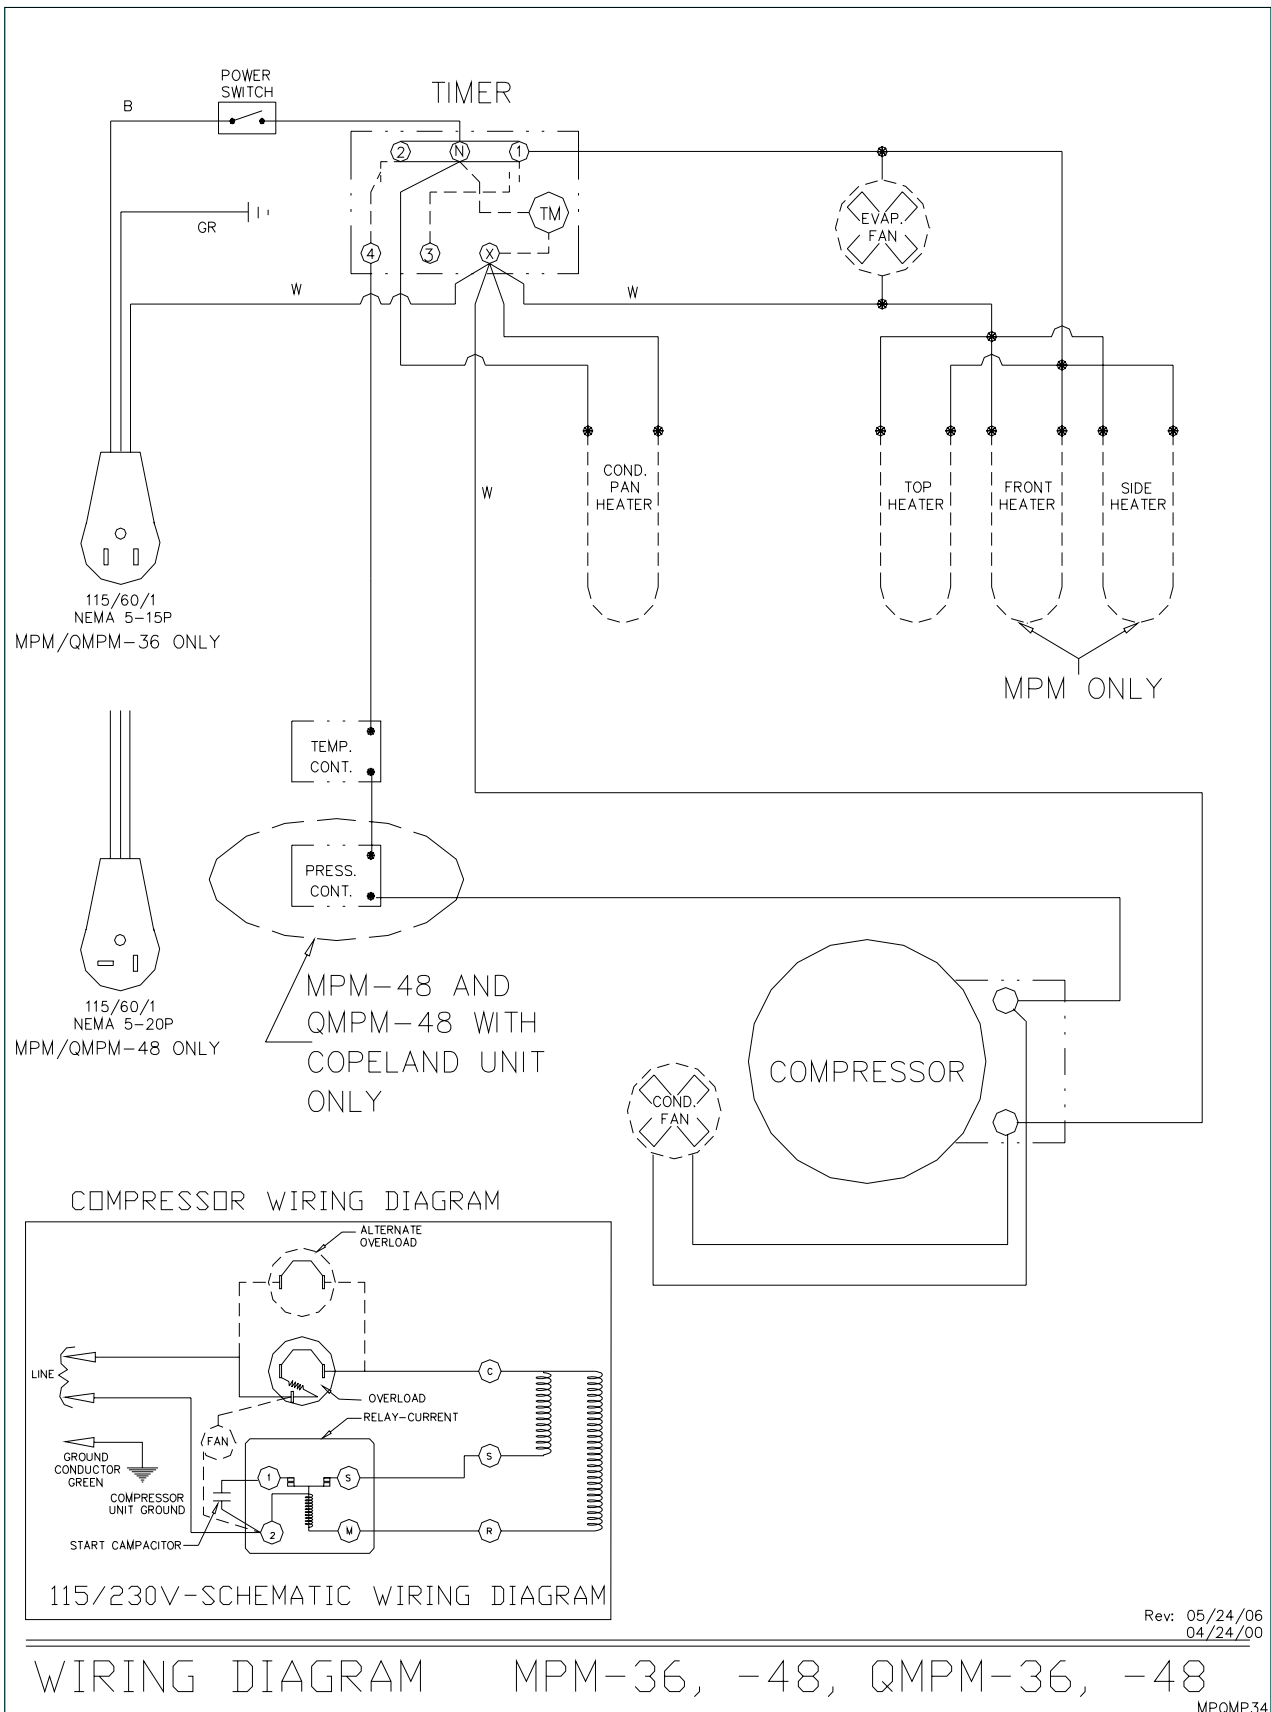 POWER
SWITCH
B
TIMER
2
N
1
GR
TM
4
3
X
EVAP.
FAN
W
W
COND.
PAN
HEATER
TOP
HEATER
FRONT
HEATER
SIDE
HEATER
W
115/60/1
NEMA 5-15P
MPM/QMPM-36 ONLY
MPM ONLY
TEMP.
CONT.
PRESS.
CONT.
MPM-48 AND
QMPM-48 WITH
COPELAND UNIT
ONLY
115/60/1
NEMA 5-20P
MPM/QMPM-48 ONLY
COMPRESSOR
COND.
FAN
COMPRESSOR WIRING DIAGRAM
ALTERNATE
OVERLOAD
LINE
C
OVERLOAD
RELAY-CURRENT
FAN
GROUND
CONDUCTOR
GREEN
S
1
S
COMPRESSOR
UNIT GROUND
2
M
R
START CAMPACITOR
115/230V-SCHEMATIC WIRING DIAGRAM
Rev: 05/24/06
04/24/00
WIRING DIAGRAM MPM-36, -48, QMPM-36, -48
MPQMP34